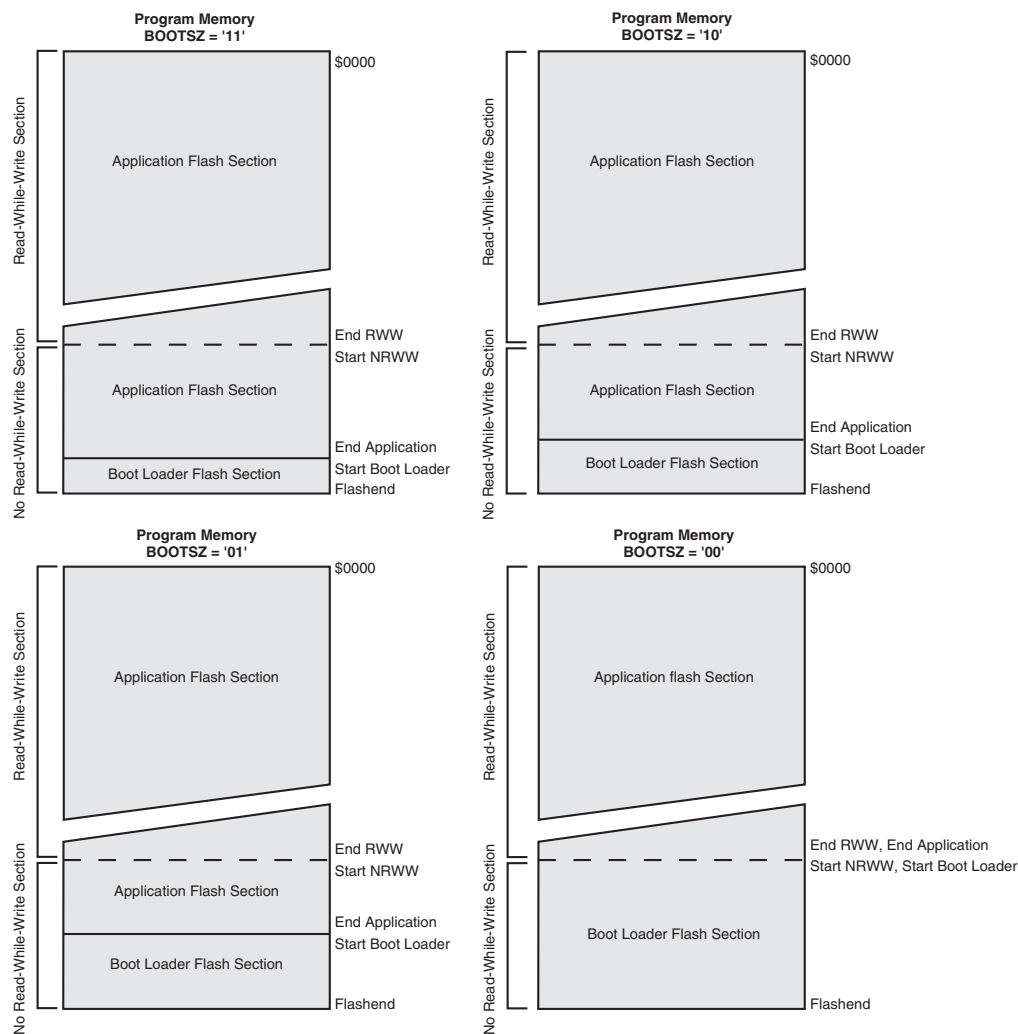 Program Memory
BOOTSZ = '11'
$0000
Read-While-Write Section
Application Flash Section
End RWW
Start NRWW
No Read-While-Write Section
Application Flash Section
End Application
Start Boot Loader
Boot Loader Flash Section
Flashend
Program Memory
BOOTSZ = '10'
$0000
Read-While-Write Section
Application Flash Section
End RWW
Start NRWW
No Read-While-Write Section
Application Flash Section
End Application
Start Boot Loader
Boot Loader Flash Section
Flashend
Program Memory
BOOTSZ = '01'
$0000
Read-While-Write Section
Application Flash Section
End RWW
Start NRWW
No Read-While-Write Section
Application Flash Section
End Application
Start Boot Loader
Boot Loader Flash Section
Flashend
Program Memory
BOOTSZ = '00'
$0000
Read-While-Write Section
Application flash Section
End RWW, End Application
Start NRWW, Start Boot Loader
No Read-While-Write Section
Boot Loader Flash Section
Flashend